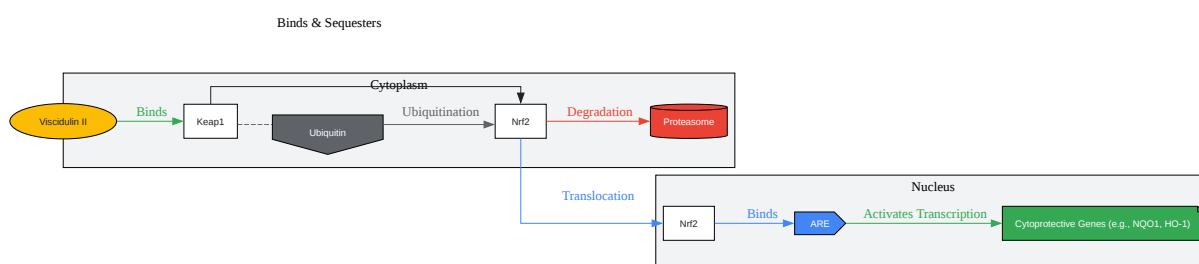 Binds & Sequesters
Cytoplasm
Viscidulin II
Binds
Keap1
Ubiquitin
Ubiquitination
Nrf2
Degradation
Proteasome
Translocation
Nucleus
Nrf2
Binds
ARE
Activates Transcription
Cytoprotective Genes (e.g., NQO1, HO-1)